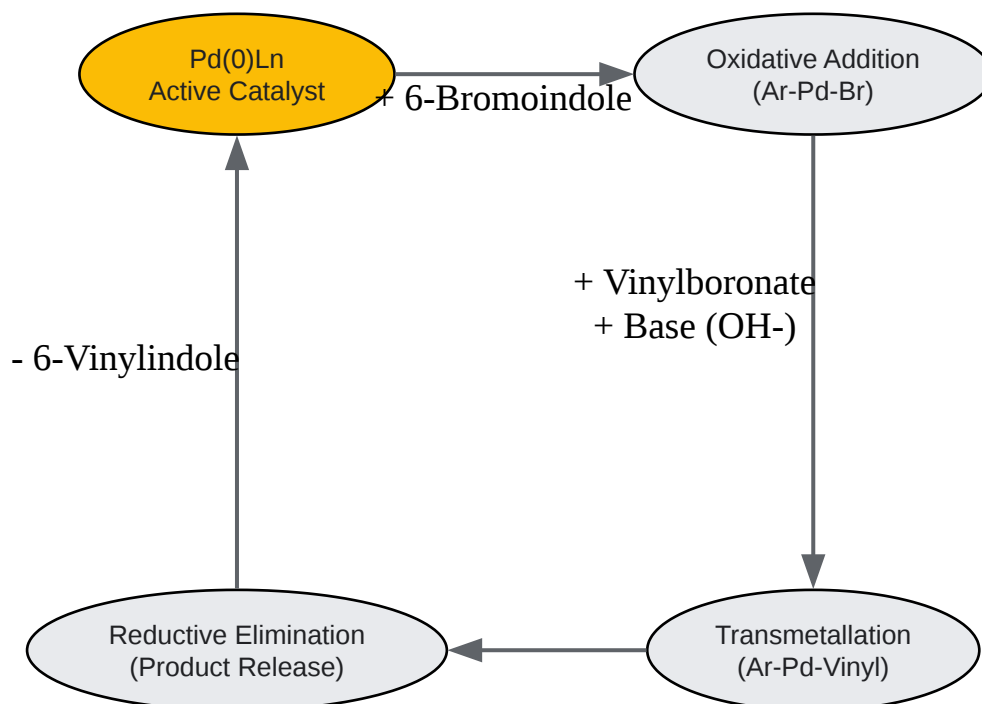 Pd(0)Ln
Active Catalyst
+ 6-Bromoindole
Oxidative Addition
(Ar-Pd-Br)
+ Vinylboronate
+ Base (OH-)
Transmetallation
(Ar-Pd-Vinyl)
Reductive Elimination
(Product Release)
- 6-Vinylindole